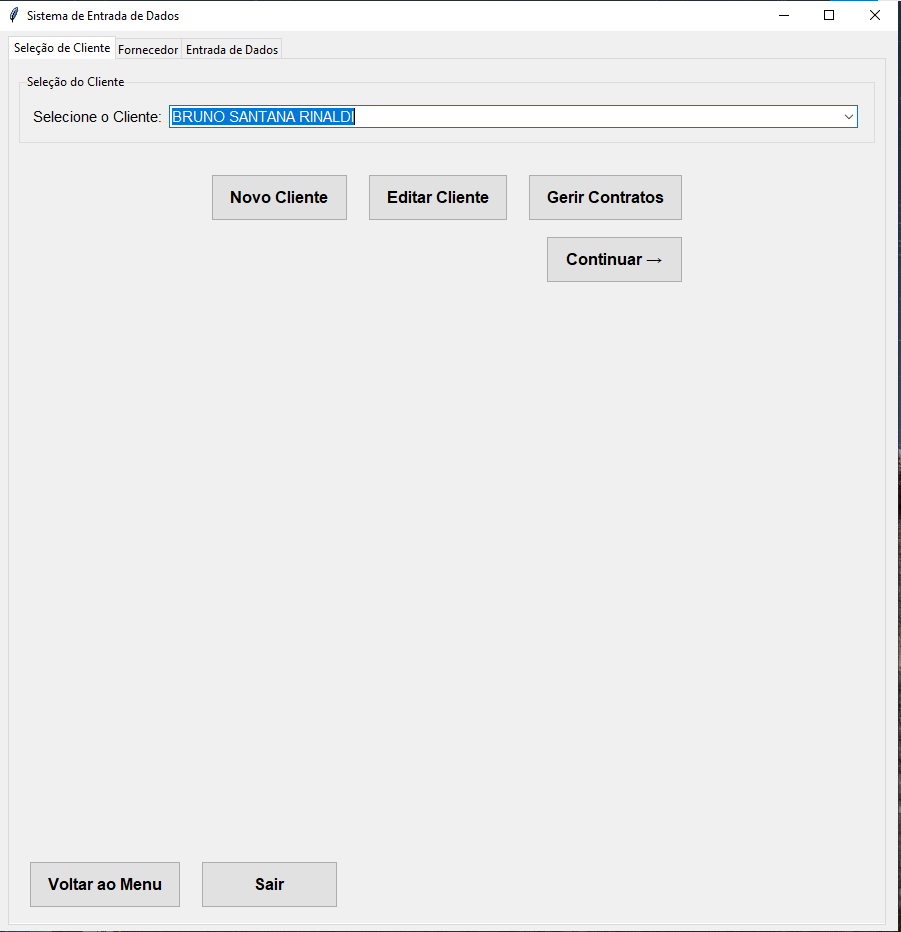 Sistema de Entrada de Dados
Seleção de Cliente Fornecedor Entrada de Dados
Seleção do Cliente
Selecione o Cliente: BRUNO SANTANA RINALDI
Novo Cliente Editar Cliente Gerir Contratos
Continuar →
Voltar ao Menu Sair